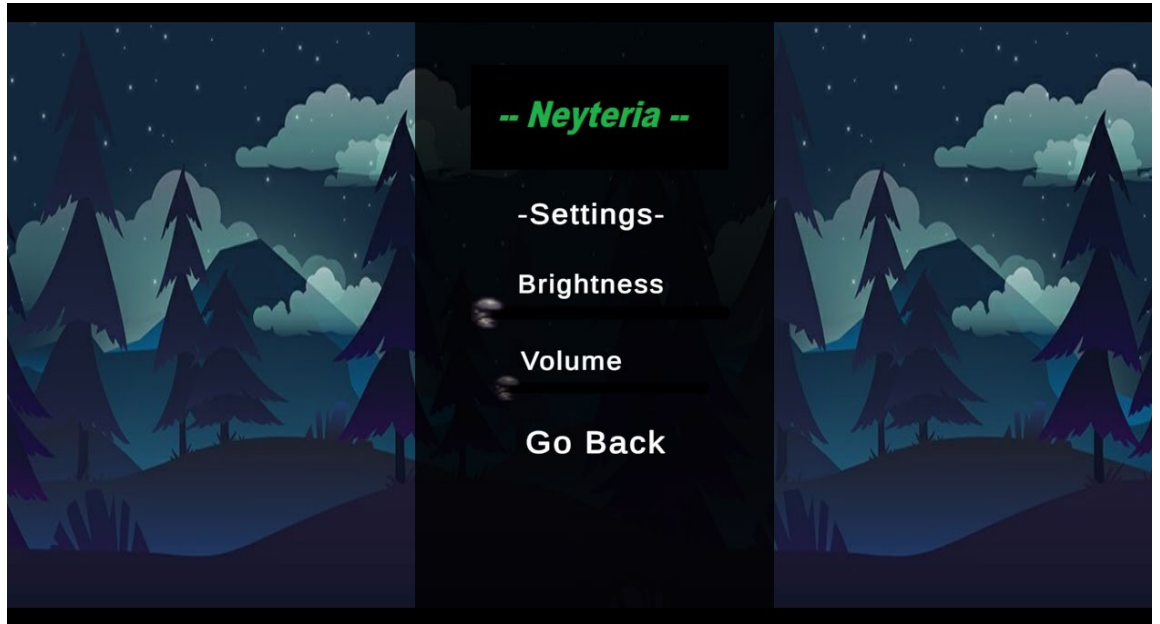 -- Neyteria --
-Settings-
Brightness
Volume
Go Back